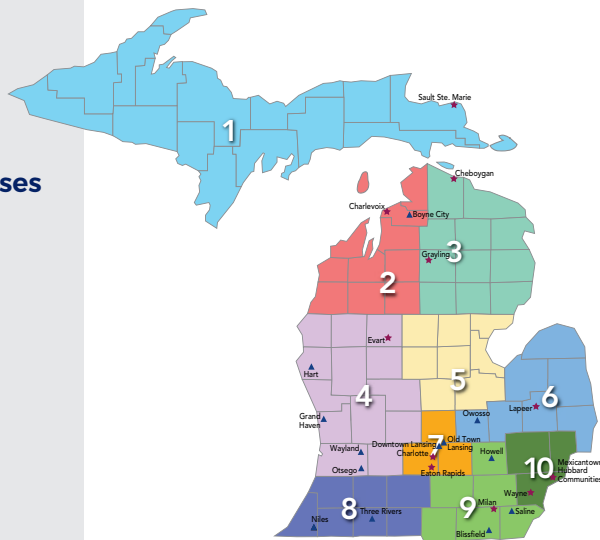 ses
Sault Ste. Marie
1
Cheboygan
Charlevoix
Boyne City
Grayling
3
2
Evart
Hart
4
5
6
Lapeer
Grand
Haven
Owosso
Downtown Lansing
Old Town
Lansing
7
Charlotte
Wayland
Howell
Otsego
Eaton Rapids
10
Mexicantown
Hubbard
Communities
Wayne
8
9
Milan
Three Rivers
Saline
Niles
Blissfield